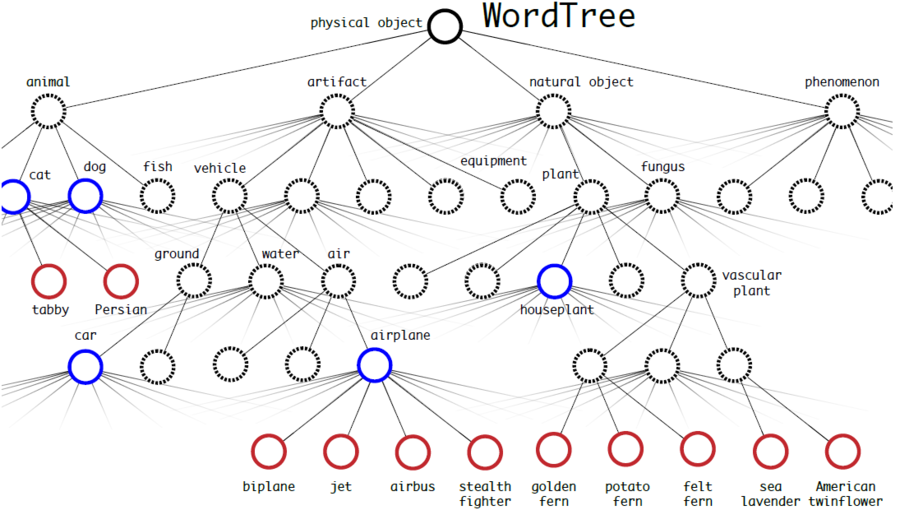 physical object
WordTree
animal
artifact
natural object
phenomenon
cat
dog
fish
vehicle
equipment
plant
fungus
ground
water
air
houseplant
vascular
plant
tabby
Persian
car
airplane
biplane
jet
airbus
stealth
fighter
golden
fern
potato
fern
felt
fern
sea
lavender
American
twinflower